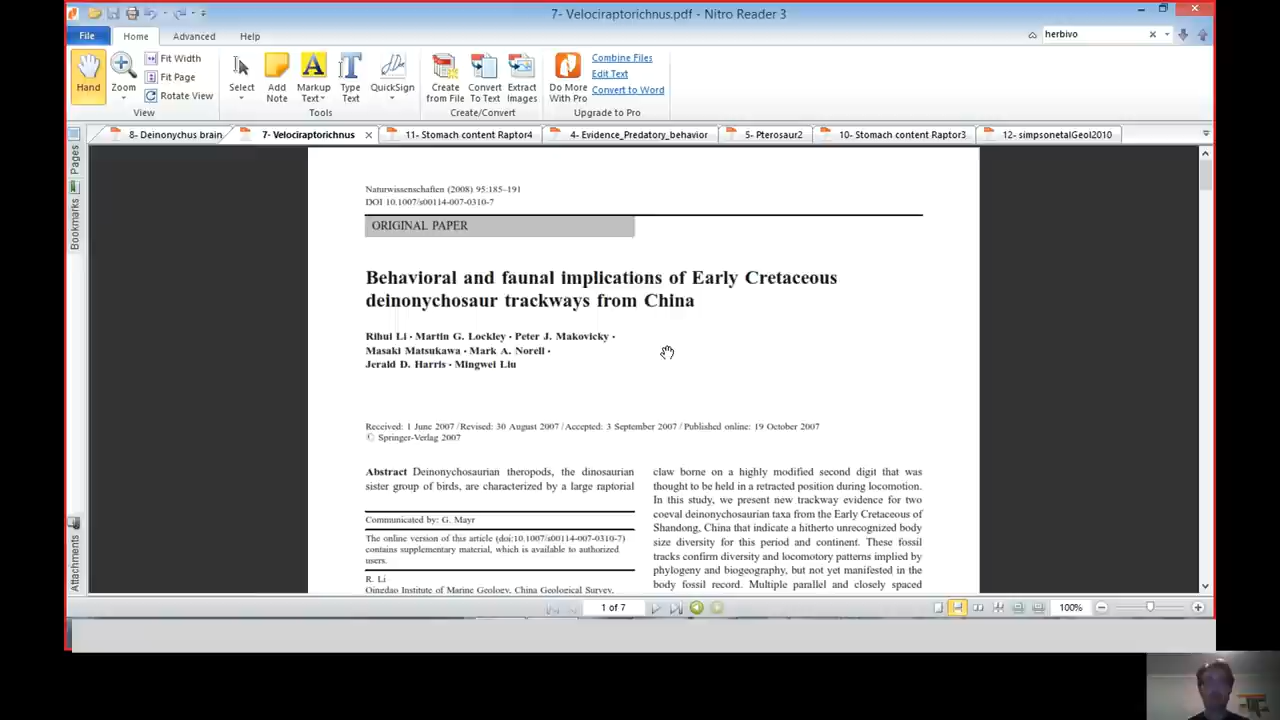 7- Velociraptorichnus.pdf - Nitro Reader 3
File Home Advanced Help herbivo
Hand
Zoom
Fit Width
Fit Page
Rotate View
View
Select
Add Note
Markup Text
Type Text
QuickSign
Tools
Create from File
Convert To Text
Extract Images
Create/Convert
Do More With Pro
Combine Files
Edit Text
Convert to Word
Upgrade to Pro
8- Deinonychus brain 7- Velociraptorichnus 11- Stomach content Raptor4 4- Evidence_Predatory_behavior 5- Pterosaur2 10- Stomach content Raptor3 12- simpsonetalGeol2010
Pages
Bookmarks
Attachments
Naturwissenschaften (2008) 95:185–191
DOI 10.1007/s00114-007-0310-7
ORIGINAL PAPER
Behavioral and faunal implications of Early Cretaceous
deinonychosaur trackways from China
Rihui Li · Martin G. Lockley · Peter J. Makovicky ·
Masaki Matsukawa · Mark A. Norell ·
Jerald D. Harris · Mingwei Liu
Received: 1 June 2007 / Revised: 30 August 2007 / Accepted: 3 September 2007 / Published online: 19 October 2007
© Springer-Verlag 2007
Abstract Deinonychosaurian theropods, the dinosaurian
sister group of birds, are characterized by a large raptorial
Communicated by: G. Mayr
The online version of this article (doi:10.1007/s00114-007-0310-7)
contains supplementary material, which is available to authorized
users.
R. Li
Qingdao Institute of Marine Geology, China Geological Survey,
claw borne on a highly modified second digit that was
thought to be held in a retracted position during locomotion.
In this study, we present new trackway evidence for two
coeval deinonychosaurian taxa from the Early Cretaceous of
Shandong, China that indicate a hitherto unrecognized body
size diversity for this period and continent. These fossil
tracks confirm diversity and locomotory patterns implied by
phylogeny and biogeography, but not yet manifested in the
body fossil record. Multiple parallel and closely spaced
1 of 7
100%